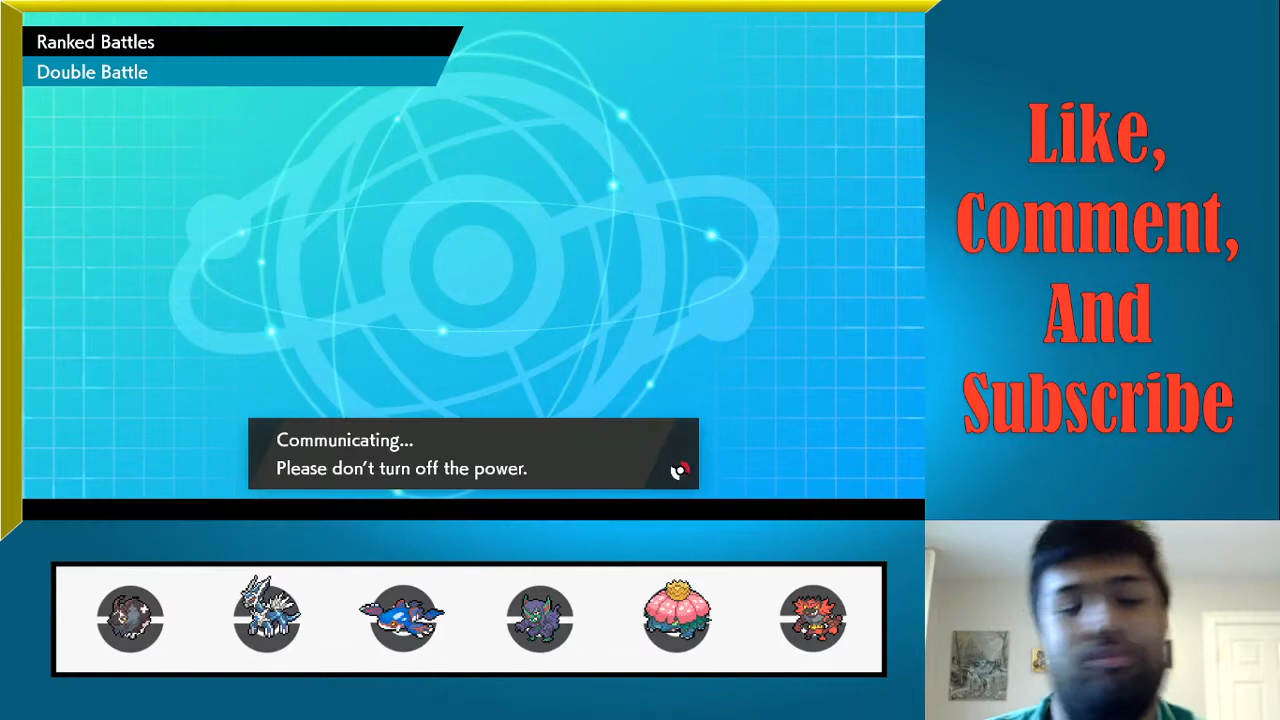 Ranked Battles
Double Battle
Communicating...
Please don't turn off the power.
Like,
Comment,
And
Subscribe